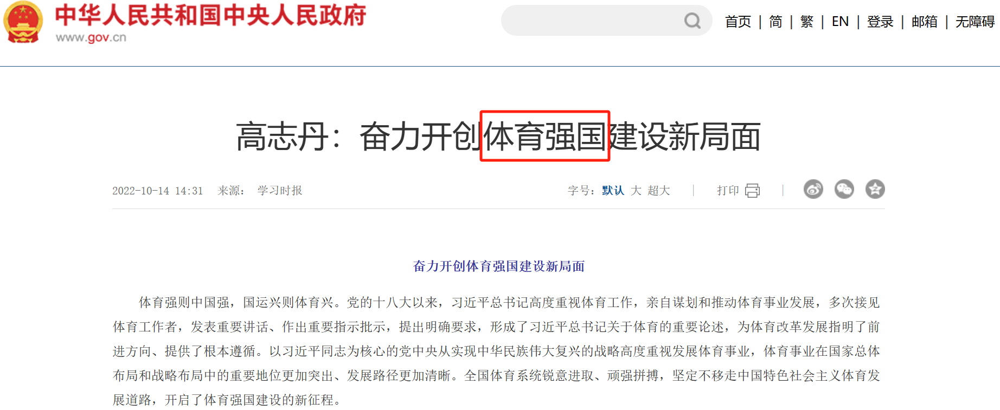 中华人民共和国中央人民政府
www.gov.cn
首页 | 简 | 繁 | EN | 登录 | 邮箱 | 无障碍
高志丹：奋力开创体育强国建设新局面
2022-10-14 14:31 来源： 学习时报
字号：默认 大 超大 | 打印 |
奋力开创体育强国建设新局面
体育强则中国强，国运兴则体育兴。党的十八大以来，习近平总书记高度重视体育工作，亲自谋划和推动体育事业发展，多次接见
体育工作者，发表重要讲话、作出重要指示批示，提出明确要求，形成了习近平总书记关于体育的重要论述，为体育改革发展指明了前
进方向、提供了根本遵循。以习近平同志为核心的党中央从实现中华民族伟大复兴的战略高度重视发展体育事业，体育事业在国家总体
布局和战略布局中的重要地位更加突出、发展路径更加清晰。全国体育系统锐意进取、顽强拼搏，坚定不移走中国特色社会主义体育发
展道路，开启了体育强国建设的新征程。